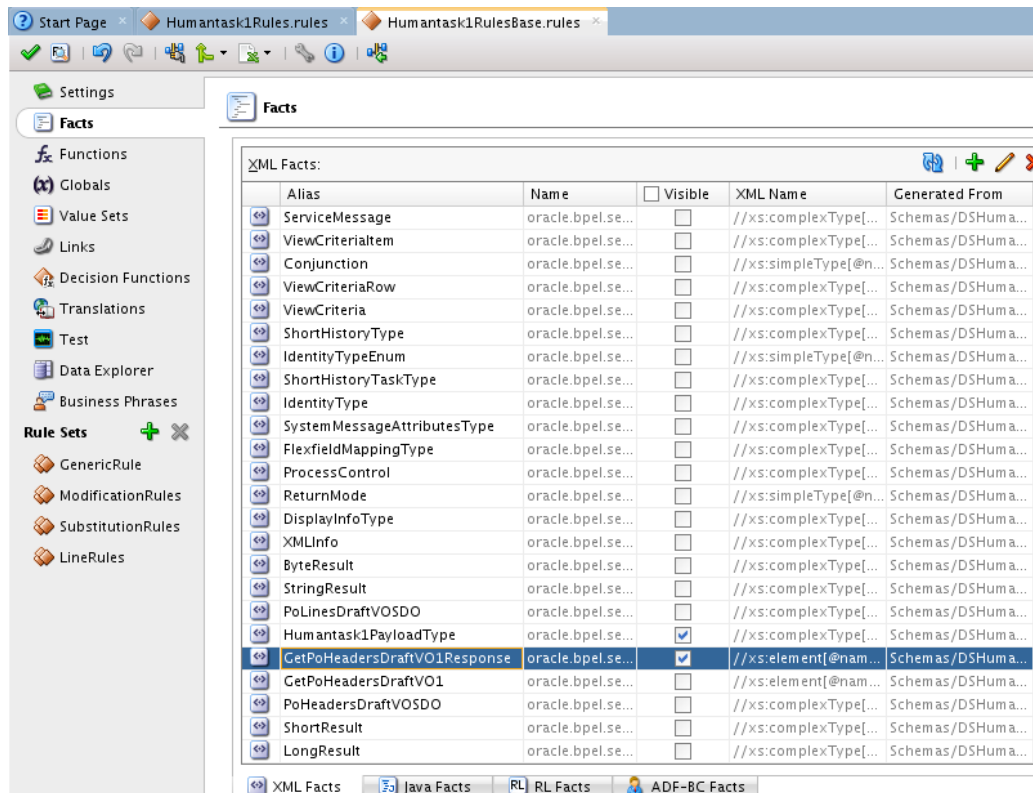 Start Page
Humantask1Rules.rules
Humantask1RulesBase.rules
Settings
Facts
Functions
Globals
Value Sets
Links
Decision Functions
Translations
Test
Data Explorer
Business Phrases
Rule Sets
GenericRule
ModificationRules
SubstitutionRules
LineRules
Facts
XML Facts:
Alias Name Visible XML Name Generated From
ServiceMessage oracle.bpel.se... //xs:complexType[... Schemas/DSHuma...
ViewCriteriaItem oracle.bpel.se... //xs:complexType[... Schemas/DSHuma...
Conjunction oracle.bpel.se... //xs:simpleType[@n... Schemas/DSHuma...
ViewCriteriaRow oracle.bpel.se... //xs:complexType[... Schemas/DSHuma...
ViewCriteria oracle.bpel.se... //xs:complexType[... Schemas/DSHuma...
ShortHistoryType oracle.bpel.se... //xs:complexType[... Schemas/DSHuma...
IdentityTypeEnum oracle.bpel.se... //xs:simpleType[@n... Schemas/DSHuma...
ShortHistoryTaskType oracle.bpel.se... //xs:complexType[... Schemas/DSHuma...
IdentityType oracle.bpel.se... //xs:complexType[... Schemas/DSHuma...
SystemMessageAttributesType oracle.bpel.se... //xs:complexType[... Schemas/DSHuma...
FlexfieldMappingType oracle.bpel.se... //xs:complexType[... Schemas/DSHuma...
ProcessControl oracle.bpel.se... //xs:complexType[... Schemas/DSHuma...
ReturnMode oracle.bpel.se... //xs:simpleType[@n... Schemas/DSHuma...
DisplayInfoType oracle.bpel.se... //xs:complexType[... Schemas/DSHuma...
XMLInfo oracle.bpel.se... //xs:complexType[... Schemas/DSHuma...
ByteResult oracle.bpel.se... //xs:complexType[... Schemas/DSHuma...
StringResult oracle.bpel.se... //xs:complexType[... Schemas/DSHuma...
PoLinesDraftVOSDO oracle.bpel.se... //xs:complexType[... Schemas/DSHuma...
Humantask1PayloadType oracle.bpel.se... //xs:complexType[... Schemas/DSHuma...
GetPoHeadersDraftVO1Response oracle.bpel.se... //xs:element[@nam... Schemas/DSHuma...
GetPoHeadersDraftVO1 oracle.bpel.se... //xs:element[@nam... Schemas/DSHuma...
PoHeadersDraftVOSDO oracle.bpel.se... //xs:complexType[... Schemas/DSHuma...
ShortResult oracle.bpel.se... //xs:complexType[... Schemas/DSHuma...
LongResult oracle.bpel.se... //xs:complexType[... Schemas/DSHuma...
XML Facts
Java Facts
RL RL Facts
ADF-BC Facts